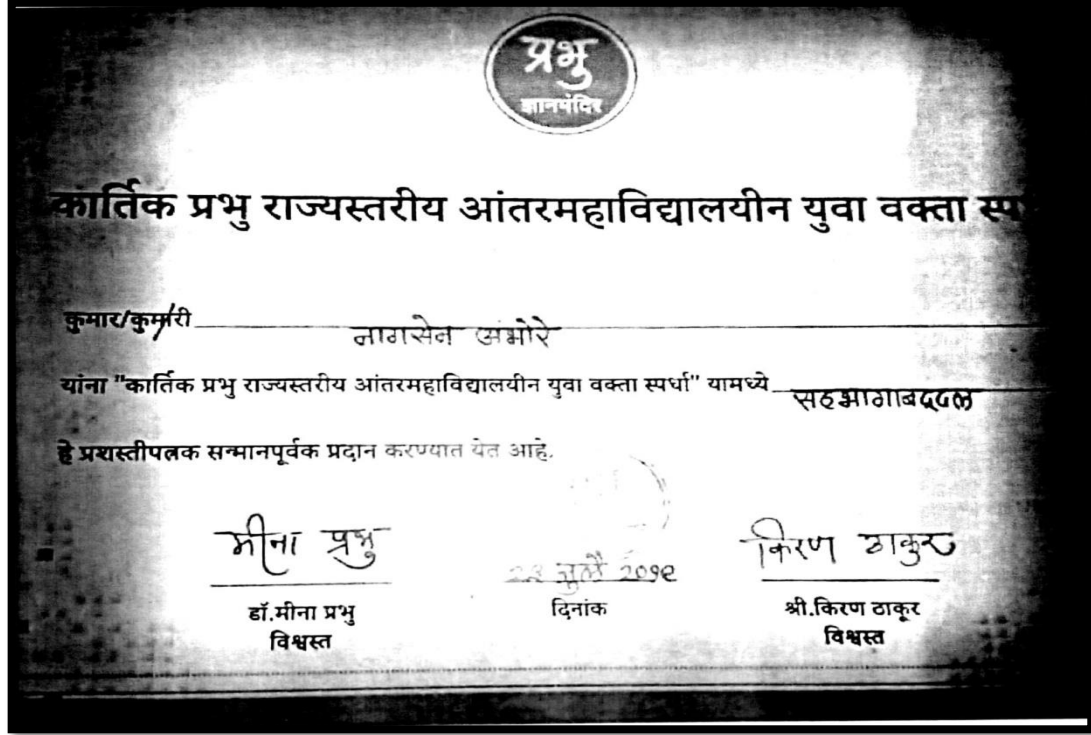 प्रभु
ज्ञानमंदिर
कार्तिक प्रभु राज्यस्तरीय आंतरमहाविद्यालयीन युवा वक्ता स्प
कुमार/कुमारी नागसेन अंभोरे
यांना "कार्तिक प्रभु राज्यस्तरीय आंतरमहाविद्यालयीन युवा वक्ता स्पर्धा" यामध्ये सहभागाबद्दल
हे प्रशस्तीपत्रक सन्मानपूर्वक प्रदान करण्यात येत आहे.
मीना प्रभु जुलै २०१९ किरण ठाकुर
डॉ.मीना प्रभु दिनांक श्री.किरण ठाकूर
विश्वस्त विश्वस्त